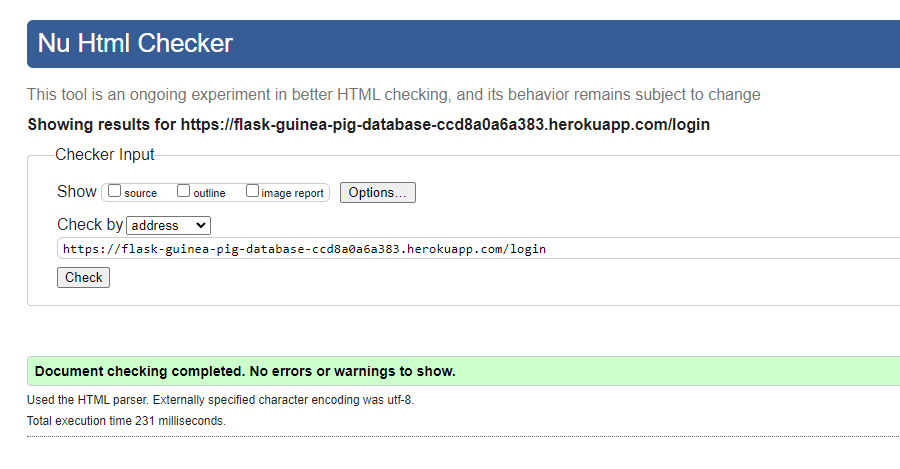 Nu Html Checker
This tool is an ongoing experiment in better HTML checking, and its behavior remains subject to change
Showing results for https://flask-guinea-pig-database-ccd8a0a6a383.herokuapp.com/login
Checker Input
Show source outline image report Options...
Check by address
https://flask-guinea-pig-database-ccd8a0a6a383.herokuapp.com/login
Check
Document checking completed. No errors or warnings to show.
Used the HTML parser. Externally specified character encoding was utf-8.
Total execution time 231 milliseconds.